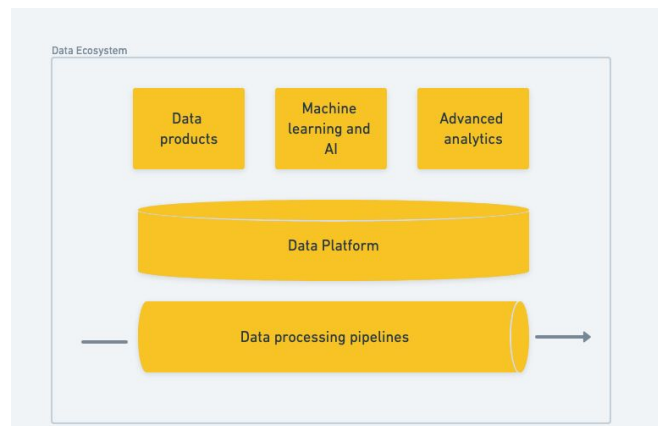 Data Ecosystem
Data
products
Machine
learning and
AI
Advanced
analytics
Data Platform
Data processing pipelines